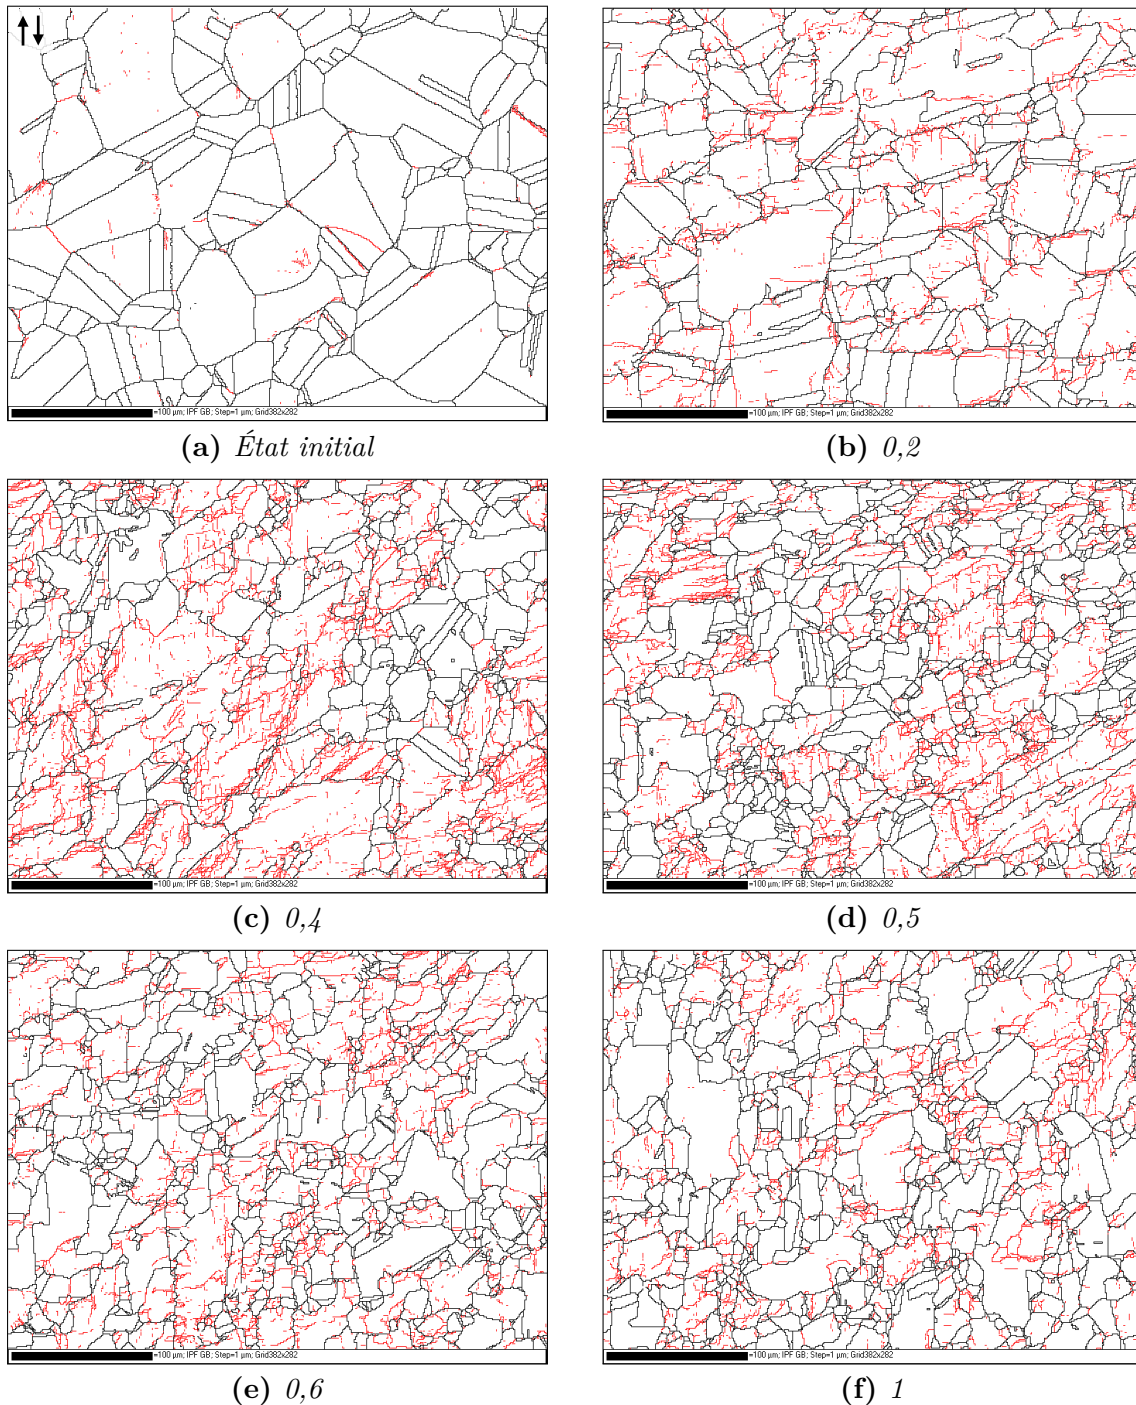 =100 µm; IPF GB; Step=1 µm; Grid382x282
=100 µm; IPF GB; Step=1 µm; Grid382x282
(a) État initial
(b) 0,2
=100 µm; IPF GB; Step=1 µm; Grid382x282
=100 µm; IPF GB; Step=1 µm; Grid382x282
(c) 0,4
(d) 0,5
=100 µm; IPF GB; Step=1 µm; Grid382x282
=100 µm; IPF GB; Step=1 µm; Grid382x282
(e) 0,6
(f) 1